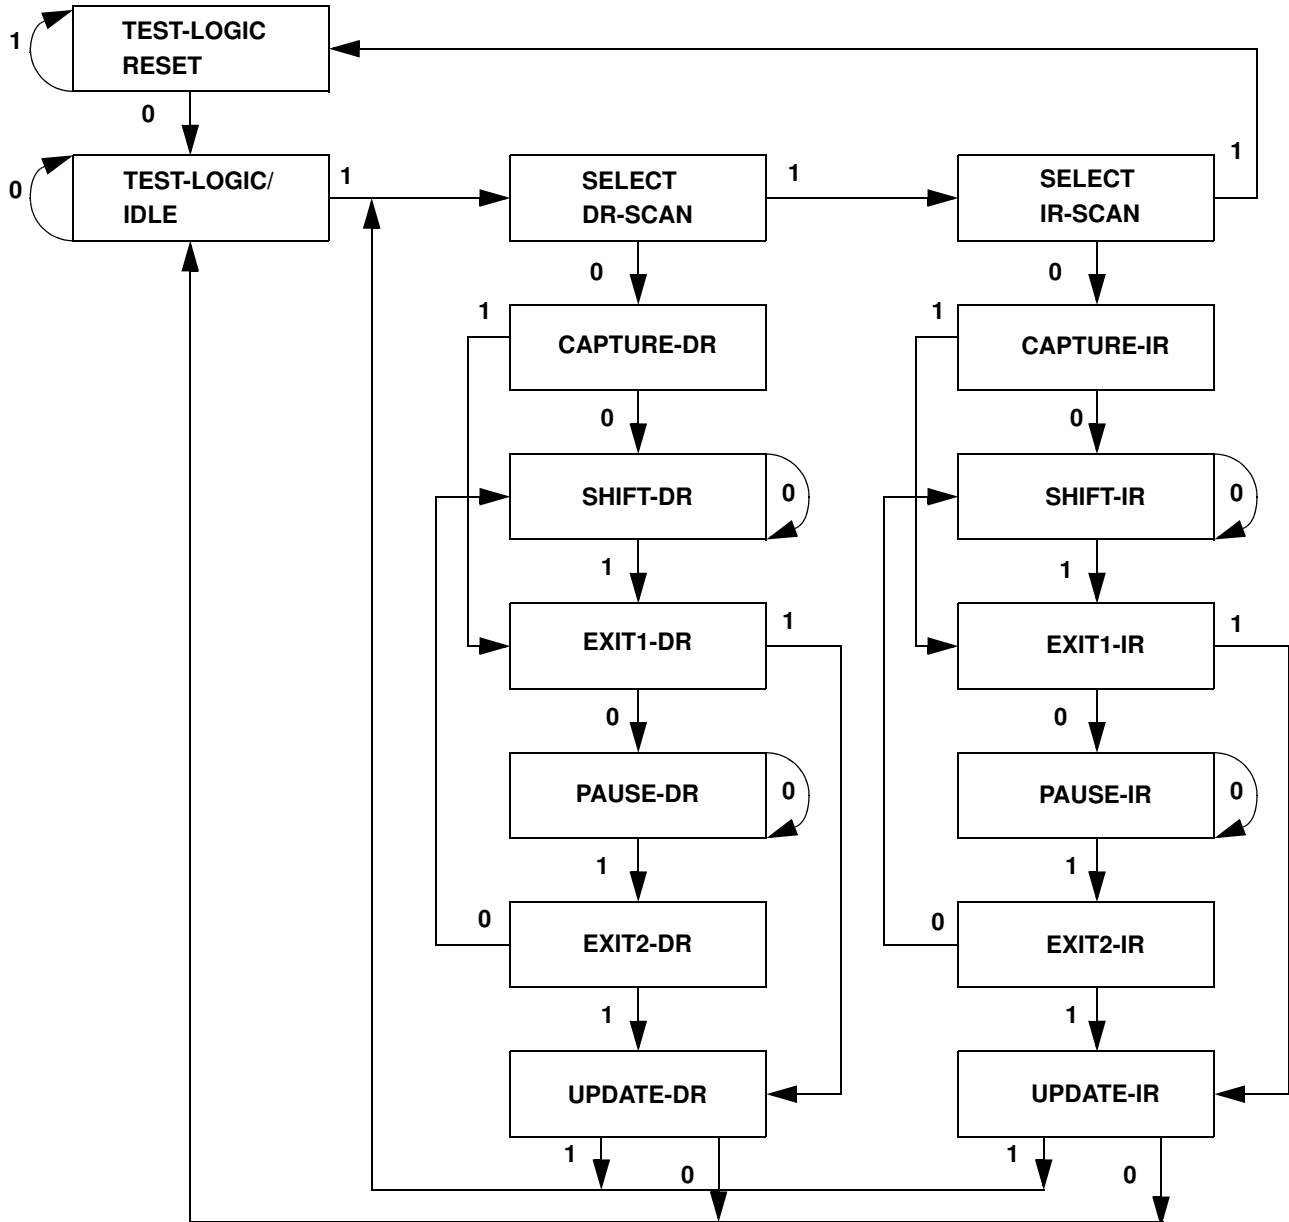 1
TEST-LOGIC
RESET
0
0
TEST-LOGIC/
IDLE
1
SELECT
DR-SCAN
1
SELECT
IR-SCAN
1
0
0
1
CAPTURE-DR
1
CAPTURE-IR
0
0
SHIFT-DR
0
SHIFT-IR
0
1
1
EXIT1-DR
1
EXIT1-IR
1
0
0
PAUSE-DR
0
PAUSE-IR
0
1
1
0
EXIT2-DR
0
EXIT2-IR
1
1
UPDATE-DR
UPDATE-IR
1
0
1
0